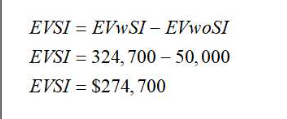 EVSI = EVwSI – EVwoSI
EVSI = 324,700 – 50,000
EVSI = $274,700